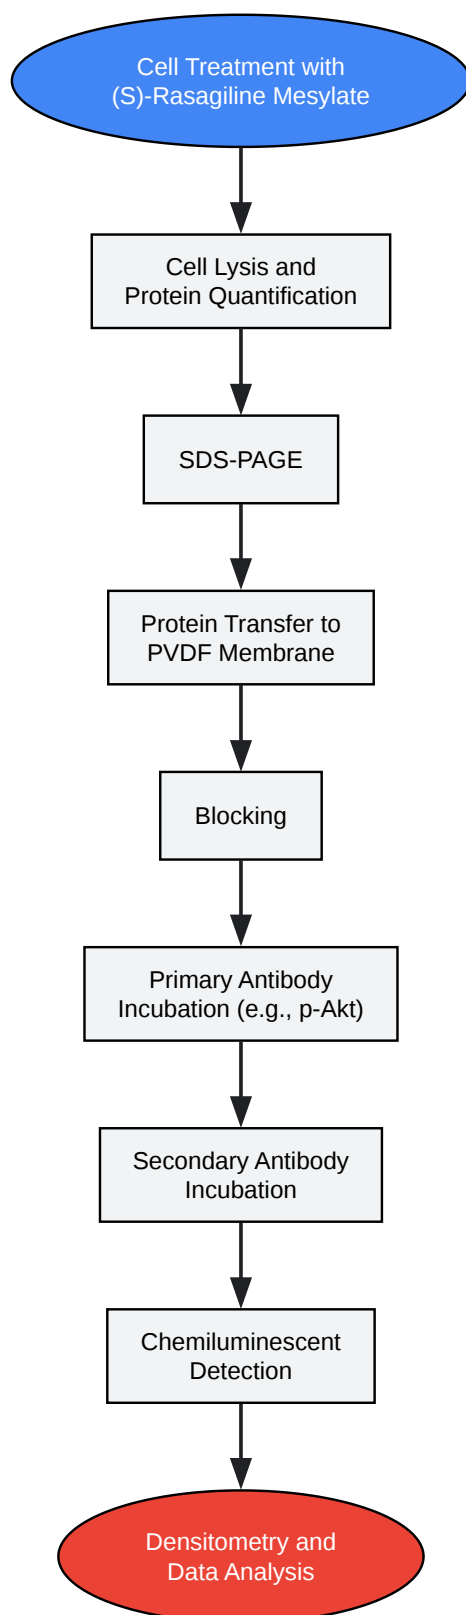 Cell Treatment with
(S)-Rasagiline Mesylate
Cell Lysis and
Protein Quantification
SDS-PAGE
Protein Transfer to
PVDF Membrane
Blocking
Primary Antibody
Incubation (e.g., p-Akt)
Secondary Antibody
Incubation
Chemiluminescent
Detection
Densitometry and
Data Analysis